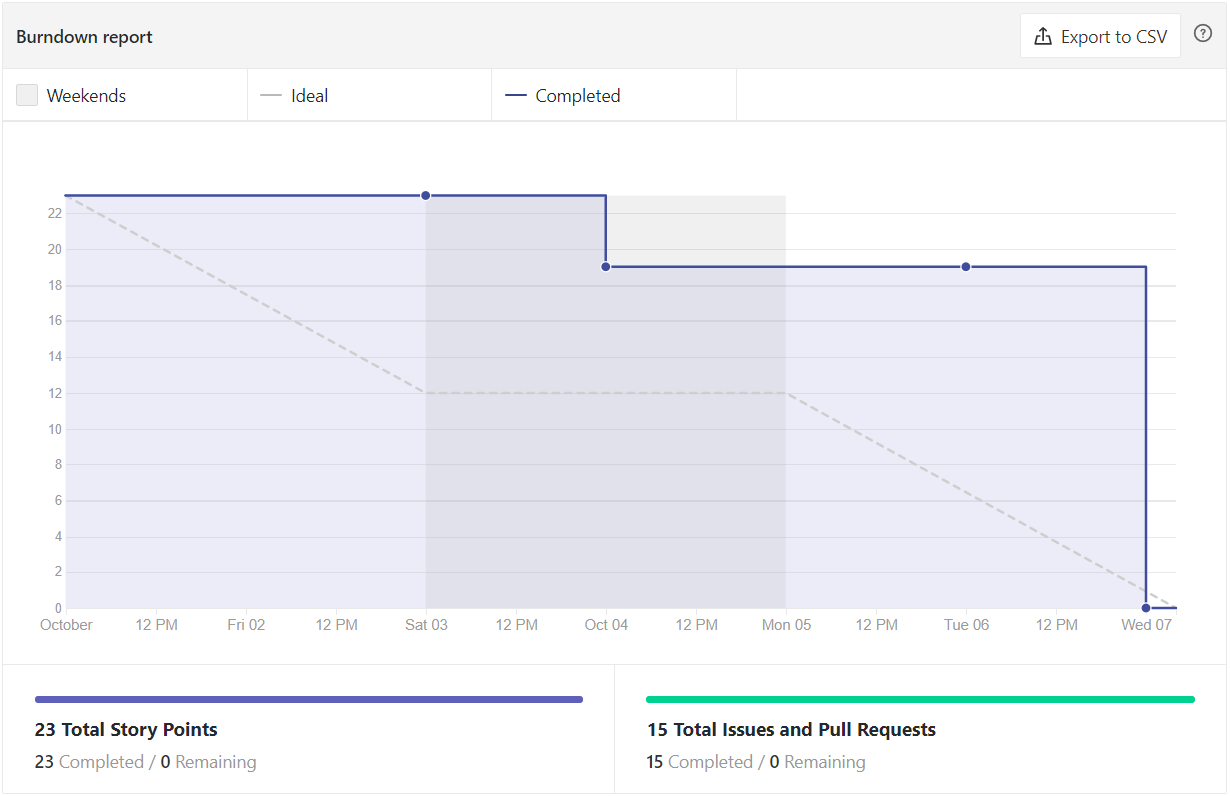 Burndown report
Export to CSV
Weekends
Ideal
Completed
22
20
18
16
14
12
10
8
6
4
2
0
October 12 PM Fri 02 12 PM Sat 03 12 PM Oct 04 12 PM Mon 05 12 PM Tue 06 12 PM Wed 07
23 Total Story Points
23 Completed / 0 Remaining
15 Total Issues and Pull Requests
15 Completed / 0 Remaining